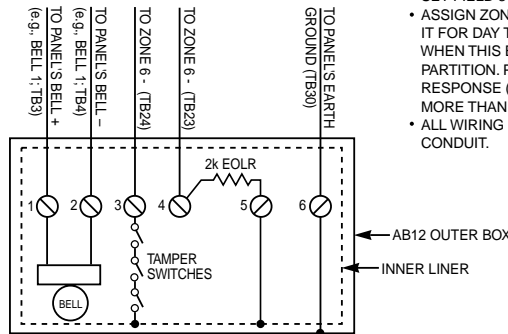 TO PANEL'S BELL +
(e.g., BELL 1; TB3)
TO PANEL'S BELL –
(e.g., BELL 1; TB4)
TO ZONE 6 - (TB24)
TO ZONE 6 - (TB23)
TO PANEL'S EARTH
GROUND (TB30)
• ASSIGN ZON
IT FOR DAY T
WHEN THIS B
PARTITION. P
RESPONSE (
MORE THAN
• ALL WIRING
CONDUIT.
2k EOLR
1
2
3
4
5
6
AB12 OUTER BOX
TAMPER
SWITCHES
INNER LINER
BELL